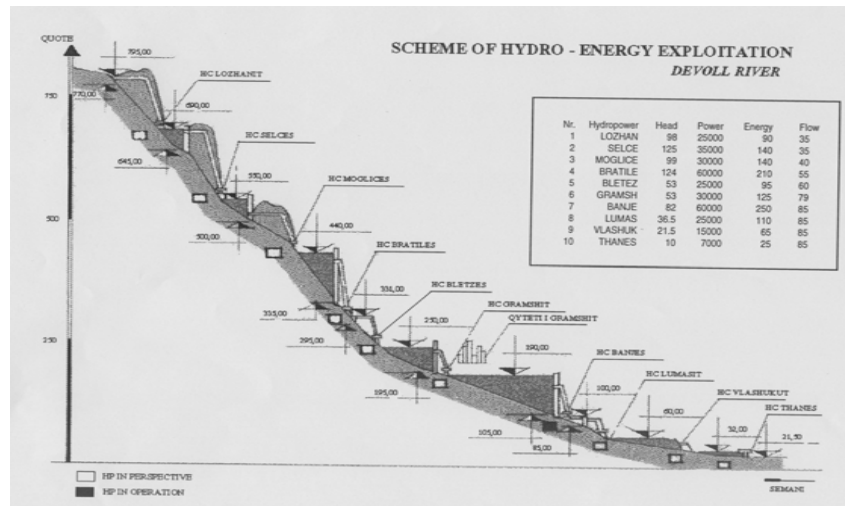 QUOTE
SCHEME OF HYDRO - ENERGY EXPLOITATION
DEVOLL RIVER
795,00
750
770,00
HC LOZHANIT
690,00
645,00
HC SELCES
550,00
500
500,00
HC MOGLICES
440,00
HC BRATILES
335,00
295,00
HC BLETZES
250
250,00
HC GRAMSHIT
QYTETI I GRAMSHIT
195,00
190,00
HC BANJES
105,00
85,00
100,00
HC LUMASIT
60,00
HC VLASHUKUT
32,00
HC THANES
21,50
Nr. Hydropower Head Power Energy Flow
1 LOZHAN 98 25000 90 35
2 SELCE 125 35000 140 35
3 MOGLICE 99 30000 140 40
4 BRATILE 124 60000 210 55
5 BLETEZ 53 25000 95 60
6 GRAMSH 53 30000 125 79
7 BANJE 82 60000 250 85
8 LUMAS 36.5 25000 110 85
9 VLASHUK 21.5 15000 65 85
10 THANES 10 7000 25 85
HP IN PERSPECTIVE
HP IN OPERATION
SEMANI